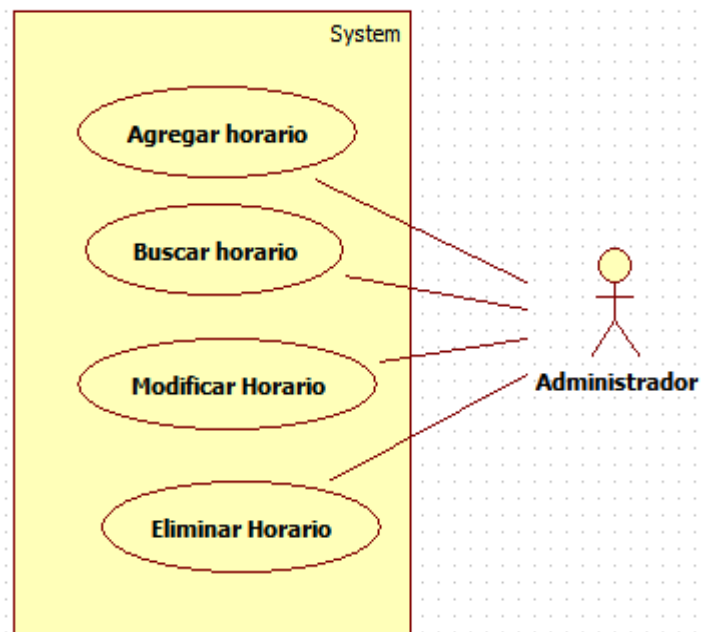 System
Agregar horario
Buscar horario
Modificar Horario
Administrador
Eliminar Horario